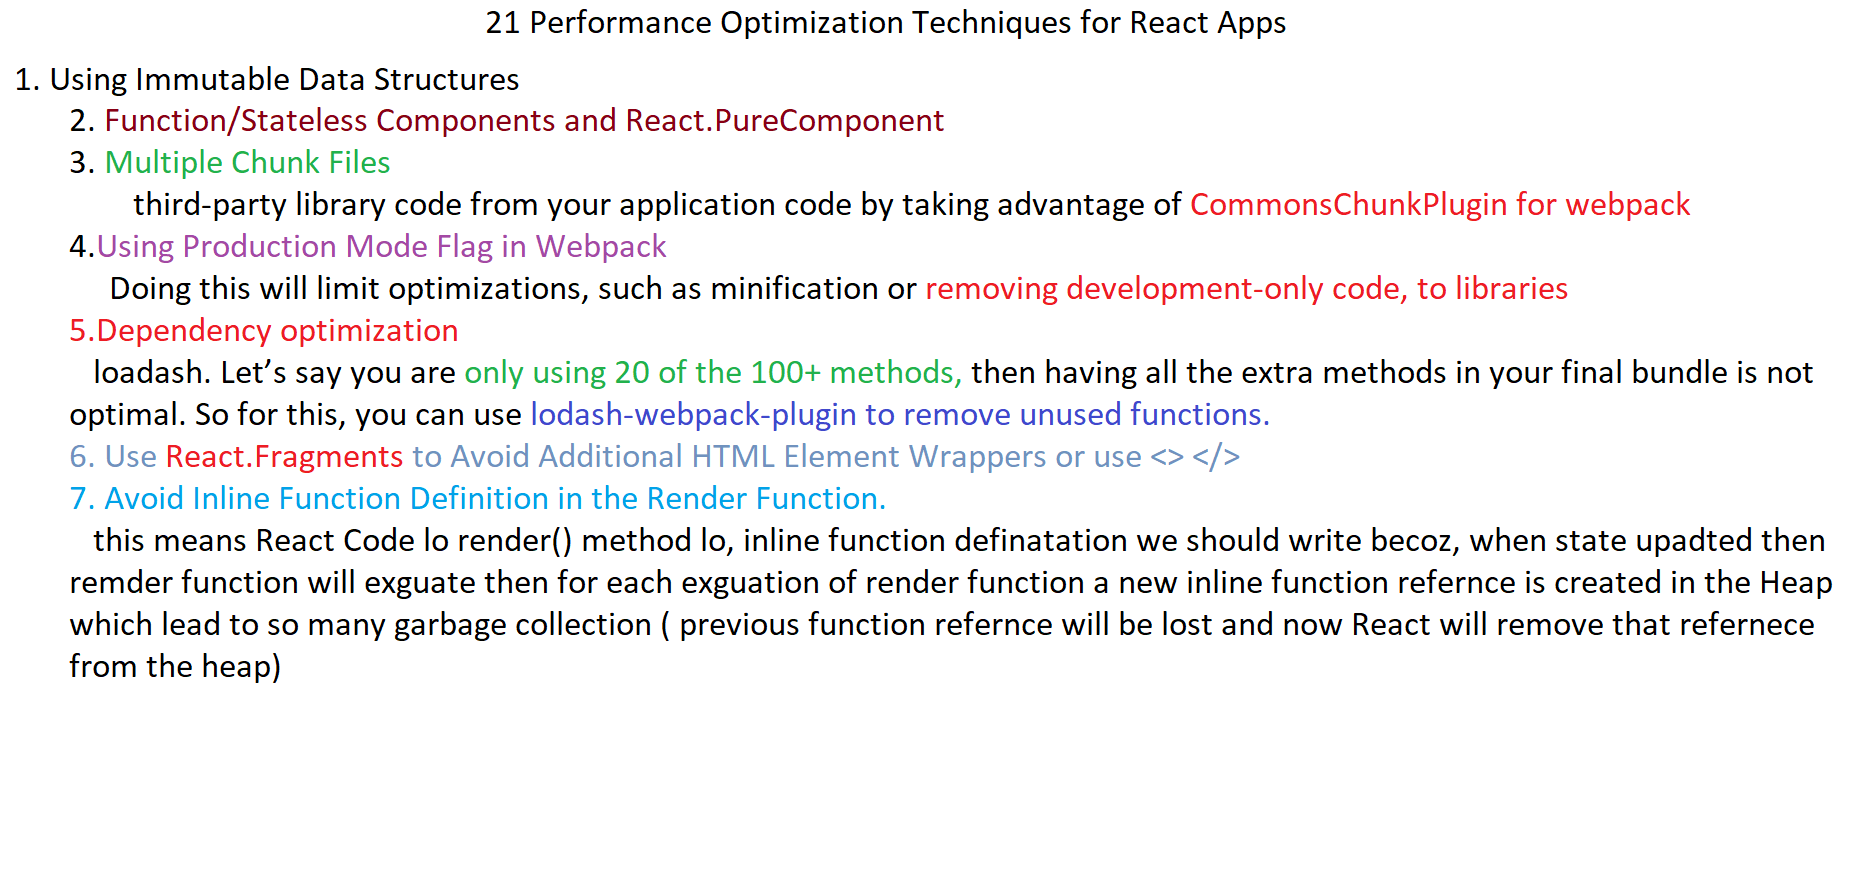 21 Performance Optimization Techniques for React Apps
1. Using Immutable Data Structures
2. Function/Stateless Components and React.PureComponent
3. Multiple Chunk Files
third-party library code from your application code by taking advantage of CommonsChunkPlugin for webpack
4.Using Production Mode Flag in Webpack
Doing this will limit optimizations, such as minification or removing development-only code, to libraries
5.Dependency optimization
loadash. Let’s say you are only using 20 of the 100+ methods, then having all the extra methods in your final bundle is not
optimal. So for this, you can use lodash-webpack-plugin to remove unused functions.
6. Use React.Fragments to Avoid Additional HTML Element Wrappers or use <> </>
7. Avoid Inline Function Definition in the Render Function.
this means React Code lo render() method lo, inline function definatation we should write becoz, when state upadted then
remder function will exguate then for each exguation of render function a new inline function refernce is created in the Heap
which lead to so many garbage collection ( previous function refernce will be lost and now React will remove that refernece
from the heap)